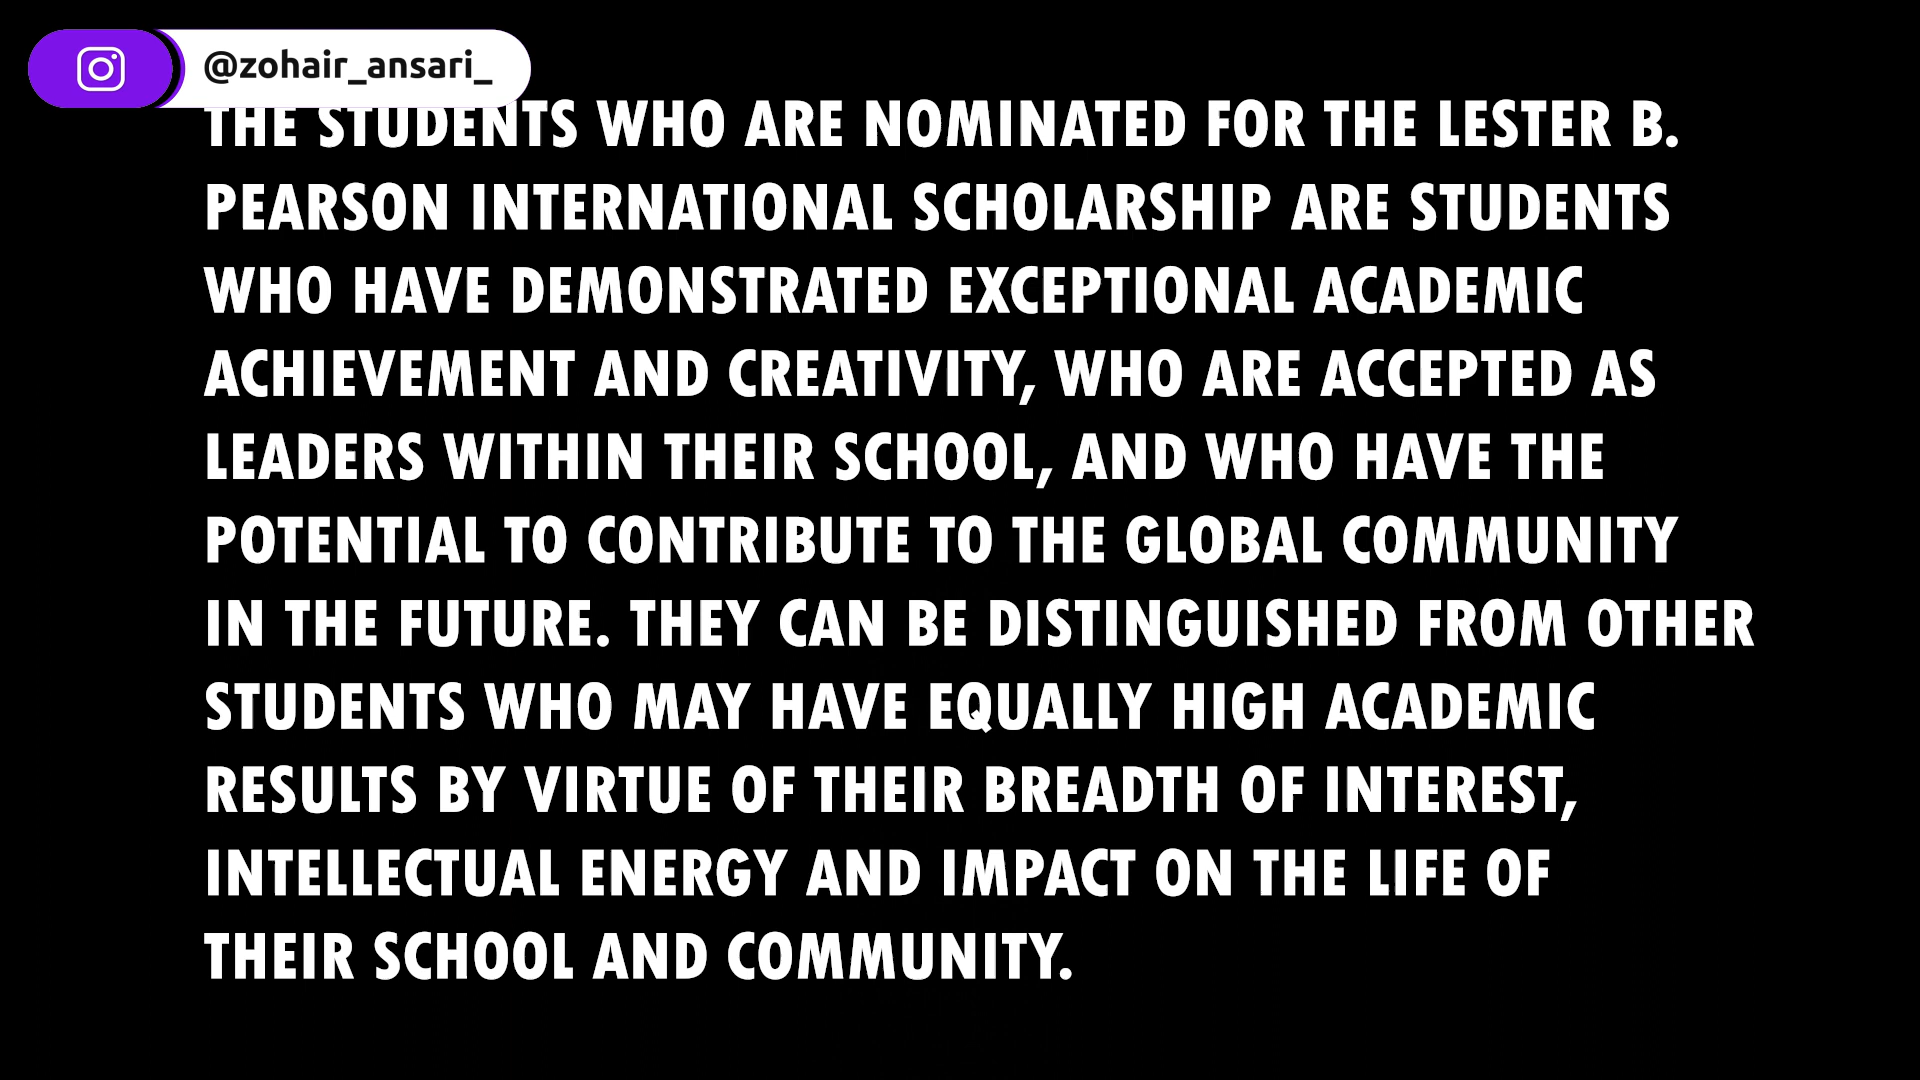 @zohair_ansari_
THE STUDENTS WHO ARE NOMINATED FOR THE LESTER B.
PEARSON INTERNATIONAL SCHOLARSHIP ARE STUDENTS
WHO HAVE DEMONSTRATED EXCEPTIONAL ACADEMIC
ACHIEVEMENT AND CREATIVITY, WHO ARE ACCEPTED AS
LEADERS WITHIN THEIR SCHOOL, AND WHO HAVE THE
POTENTIAL TO CONTRIBUTE TO THE GLOBAL COMMUNITY
IN THE FUTURE. THEY CAN BE DISTINGUISHED FROM OTHER
STUDENTS WHO MAY HAVE EQUALLY HIGH ACADEMIC
RESULTS BY VIRTUE OF THEIR BREADTH OF INTEREST,
INTELLECTUAL ENERGY AND IMPACT ON THE LIFE OF
THEIR SCHOOL AND COMMUNITY.